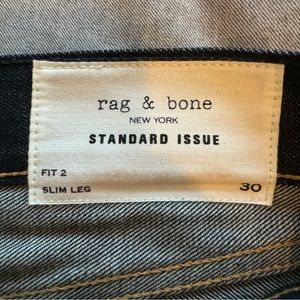 rag & bone
NEW YORK
STANDARD ISSUE
FIT 2
SLIM LEG 30